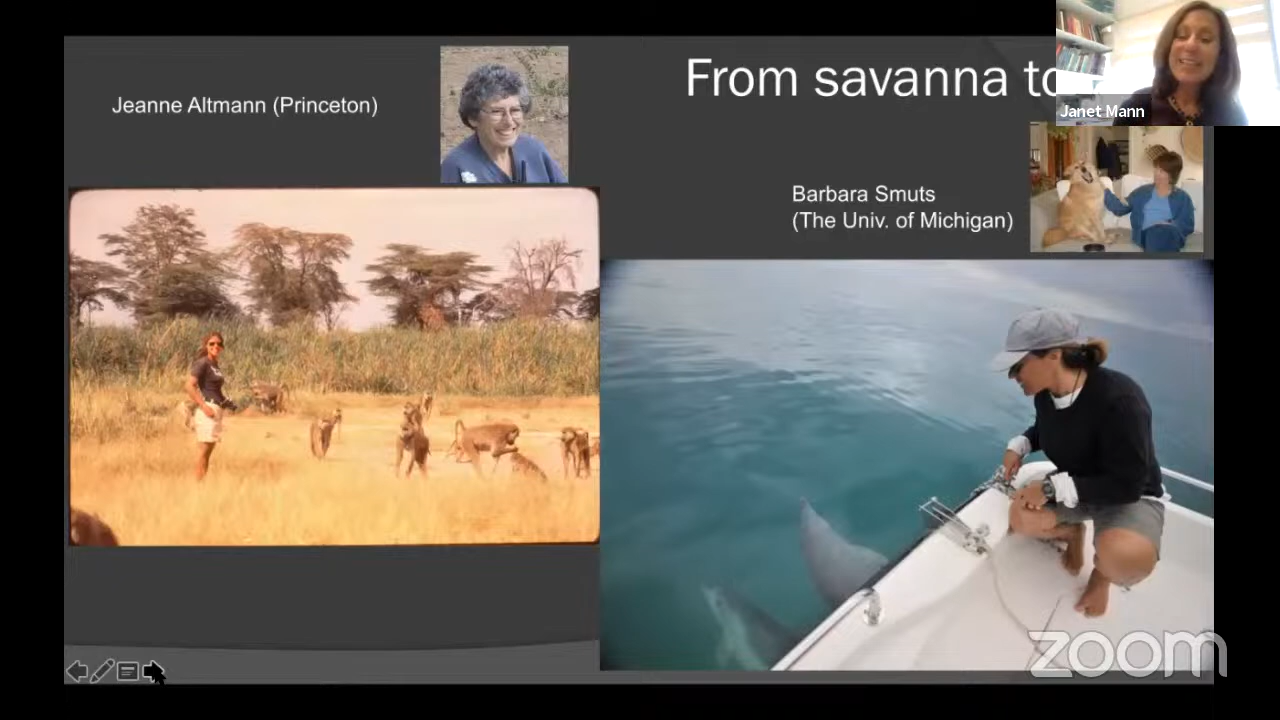 Jeanne Altmann (Princeton)
From savanna to
Janet Mann
Barbara Smuts
(The Univ. of Michigan)
zoom